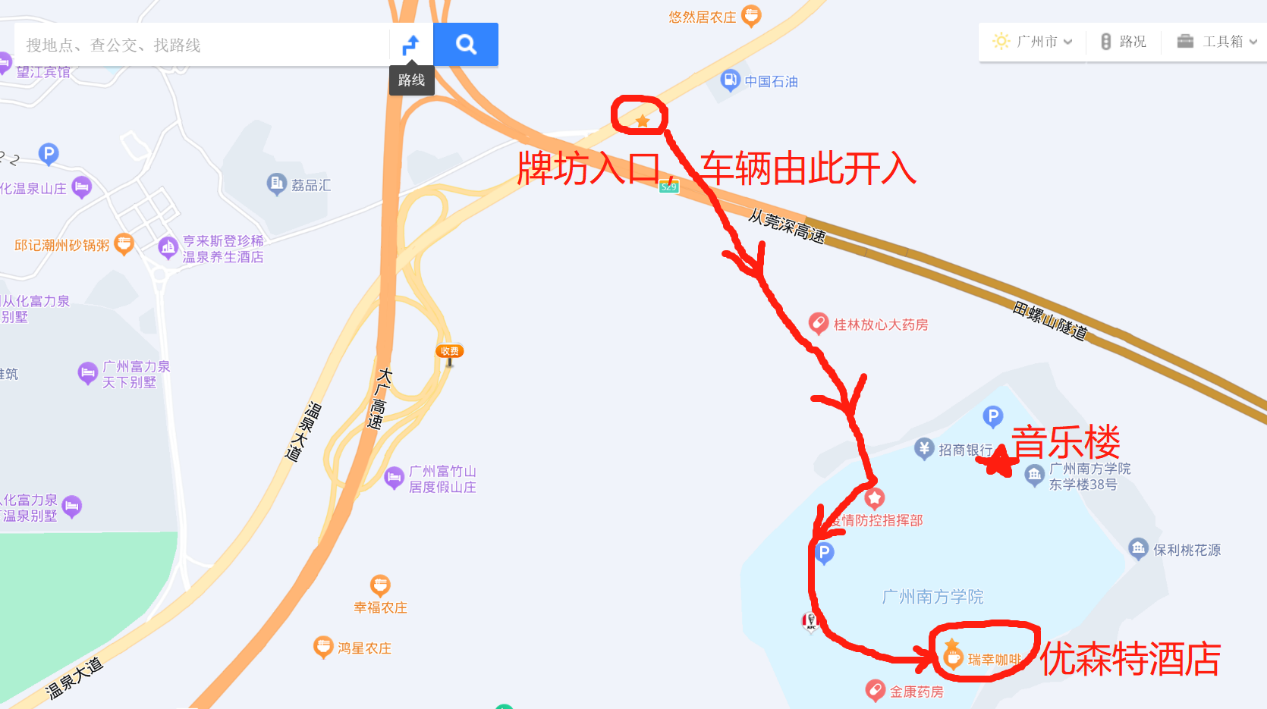 悠然居农庄
搜地点、查公交、找路线
广州市
路况
工具箱
望江宾馆
路线
中国石油
P
牌坊入口，车辆由此开入
化温泉山庄
荔品汇
S29
从莞深高速
邱记潮州砂锅粥
亨来斯登珍稀
温泉养生酒店
从化富力泉
别墅
田螺山隧道
桂林放心大药房
收费
广州富力泉
天下别墅
筑
大广高速
温泉大道
P
音乐楼
招商银行
广州南方学院
东学楼38号
广州富竹山
居度假山庄
化富力泉
温泉别墅
情防控指挥部
P
保利桃花源
广州南方学院
幸福农庄
鸿星农庄
KFC
瑞幸咖啡
优森特酒店
温泉大道
金康药房